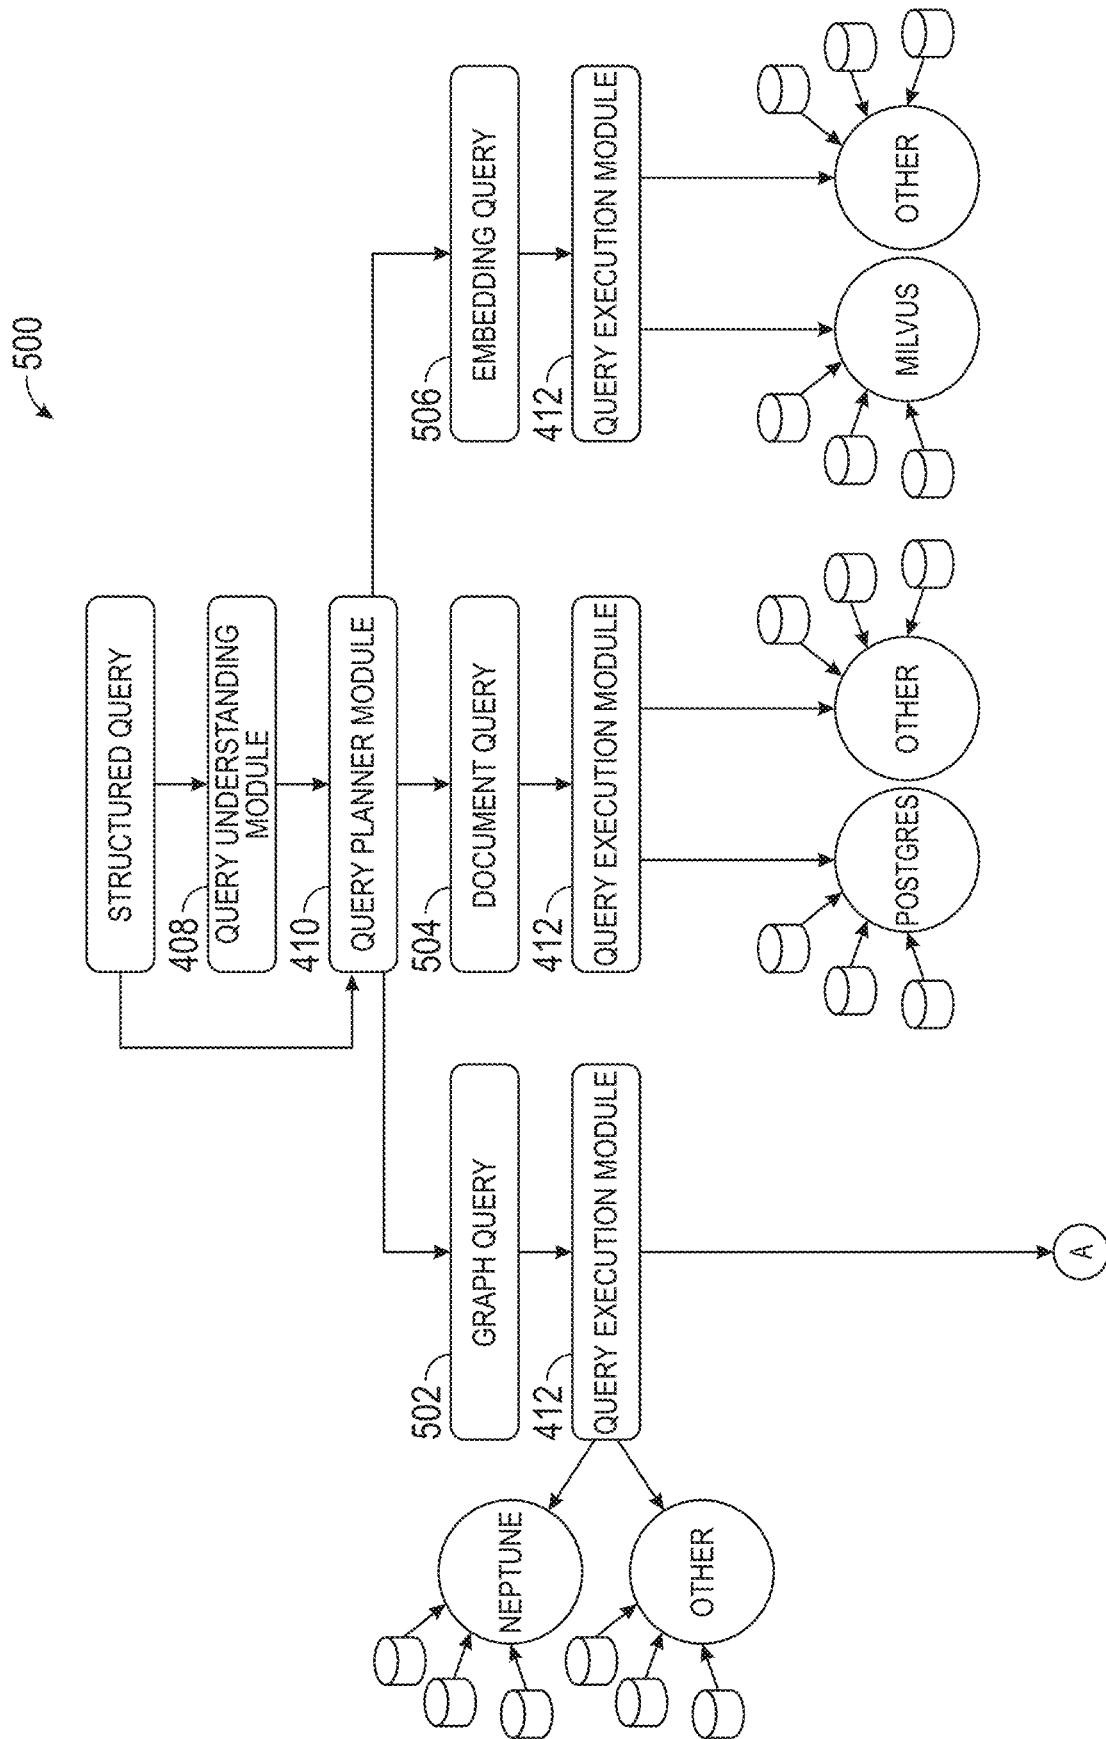 500
STRUCTURED QUERY
408
QUERY UNDERSTANDING
MODULE
410
QUERY PLANNER MODULE
502
GRAPH QUERY
504
DOCUMENT QUERY
506
EMBEDDING QUERY
412
QUERY EXECUTION MODULE
412
QUERY EXECUTION MODULE
412
QUERY EXECUTION MODULE
NEPTUNE
OTHER
POSTGRES
OTHER
MILVUS
OTHER
A